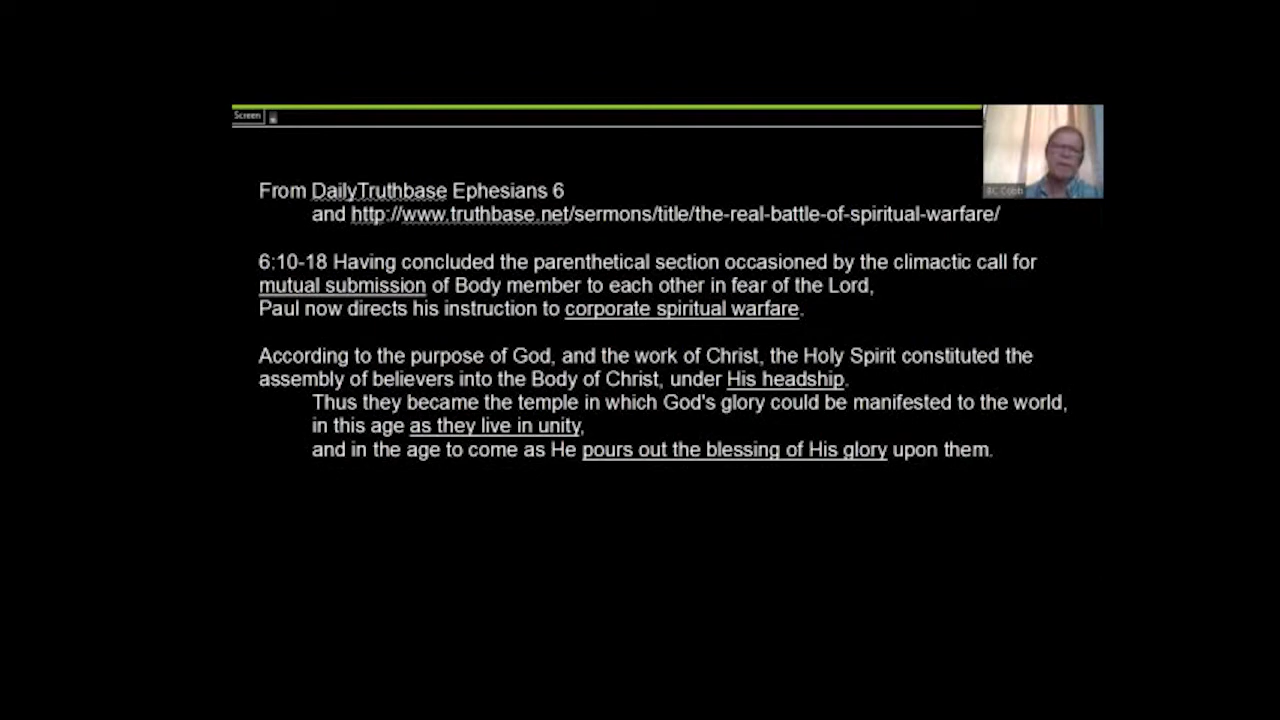 Screen
From DailyTruthbase Ephesians 6
and http://www.truthbase.net/sermons/title/the-real-battle-of-spiritual-warfare/
6:10-18 Having concluded the parenthetical section occasioned by the climactic call for
mutual submission of Body member to each other in fear of the Lord,
Paul now directs his instruction to corporate spiritual warfare.
According to the purpose of God, and the work of Christ, the Holy Spirit constituted the
assembly of believers into the Body of Christ, under His headship.
Thus they became the temple in which God's glory could be manifested to the world,
in this age as they live in unity,
and in the age to come as He pours out the blessing of His glory upon them.
RC Cobb